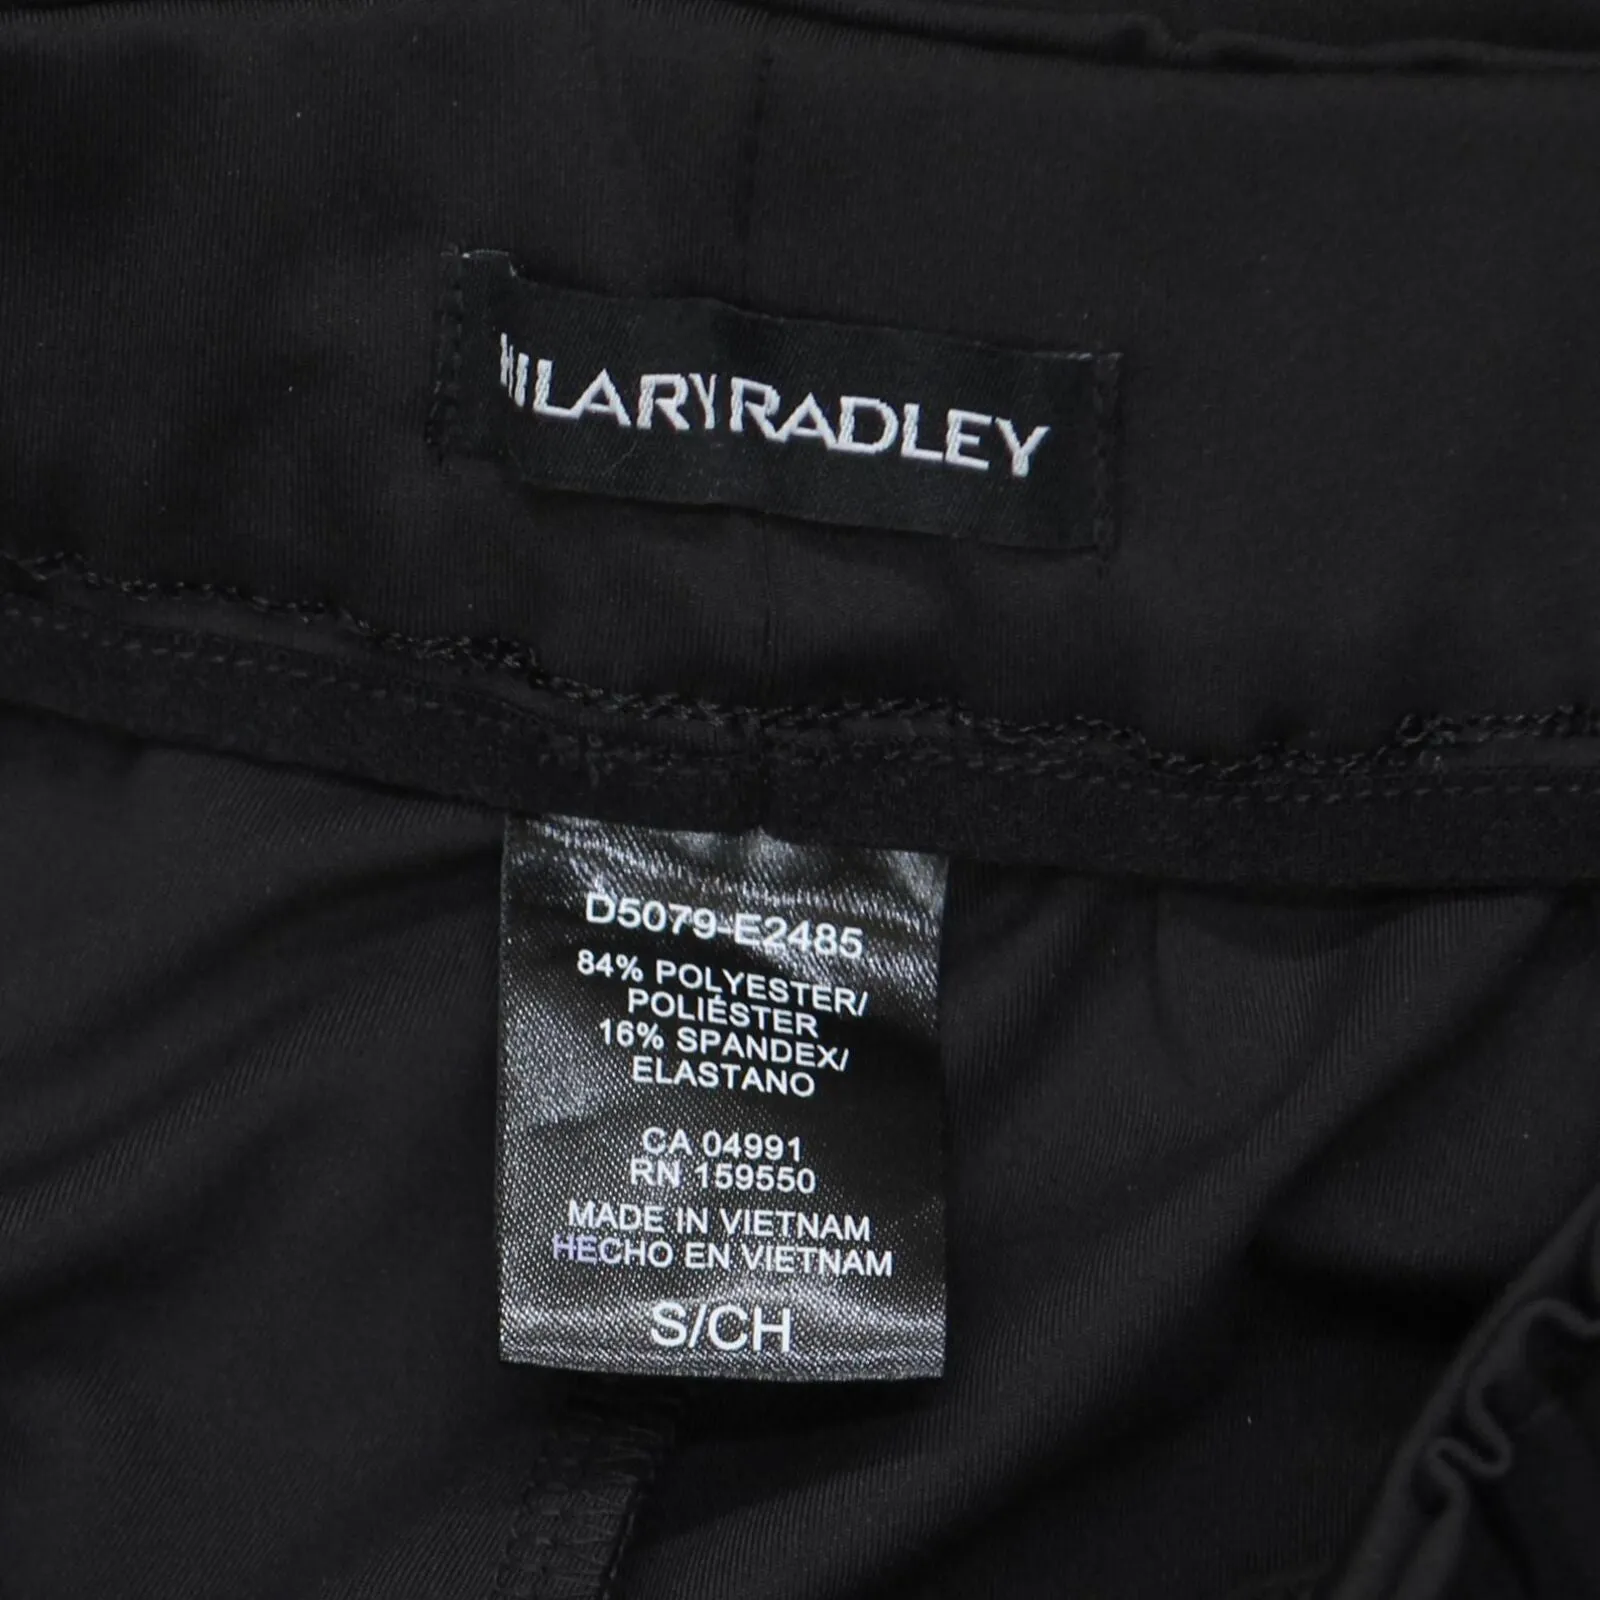 HILARY RADLEY
D5079-E2485
84% POLYESTER/
POLIÉSTER
16% SPANDEX/
ELASTANO
CA 04991
RN 159550
MADE IN VIETNAM
HECHO EN VIETNAM
S/CH